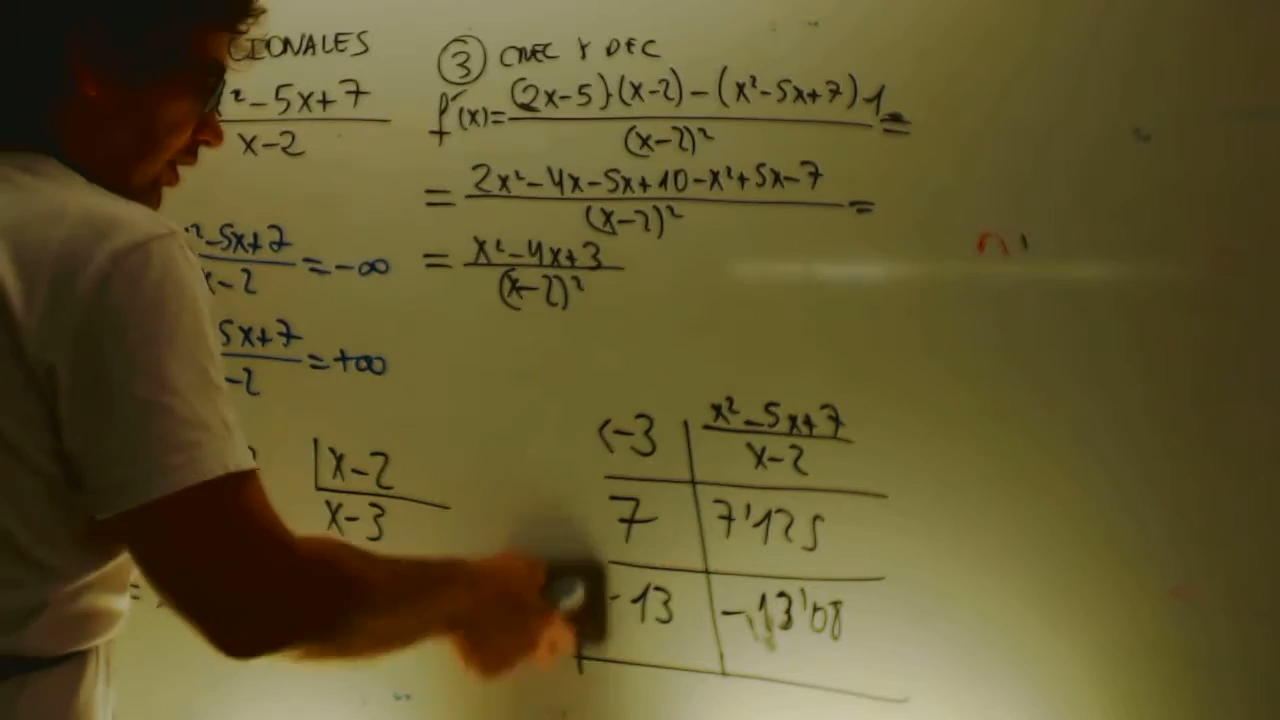 CIONALES
² - 5x + 7
x - 2
² - 5x + 7
x - 2
= -∞
5x + 7
-2
= +∞
x - 2
x - 3
③ CREC Y DEC
f'(x) = (2x-5)(x-2) - (x²-5x+7)1 =
(x-2)²
= 2x²-4x-5x+10-x²+5x-7 =
(x-2)²
= x²-4x+3
(x-2)²
x-3 | x²-5x+7
x-2
7 | 7'125
-13 | -13'08